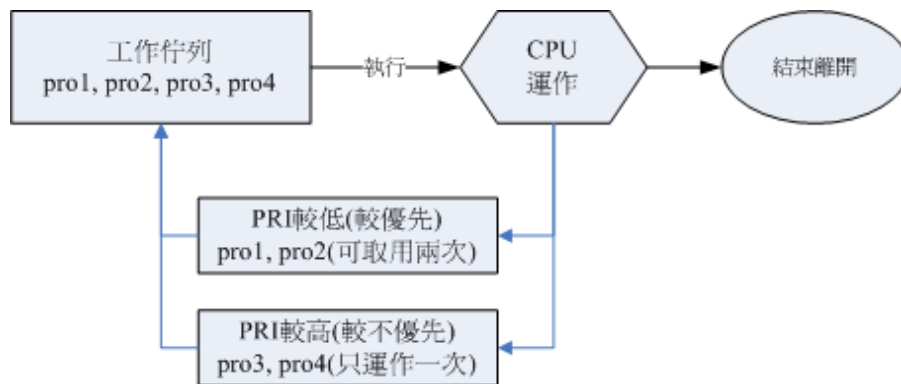 工作佇列
pro1, pro2, pro3, pro4
執行
CPU
運作
結束離開
PRI較低(較優先)
pro1, pro2(可取用兩次)
PRI較高(較不優先)
pro3, pro4(只運作一次)